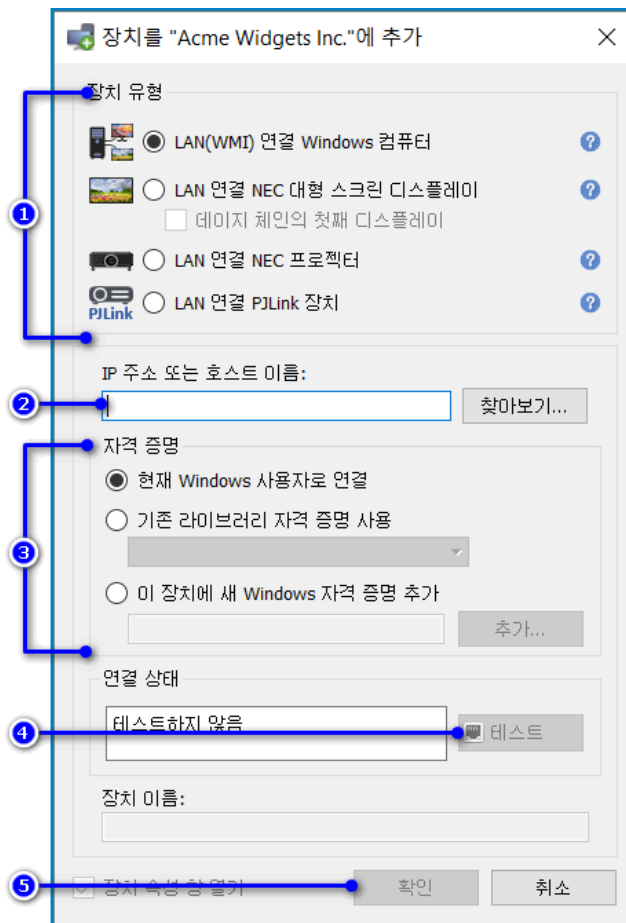 장치를 "Acme Widgets Inc."에 추가
장치 유형
1
LAN(WMI) 연결 Windows 컴퓨터
?
LAN 연결 NEC 대형 스크린 디스플레이
?
데이지 체인의 첫째 디스플레이
LAN 연결 NEC 프로젝터
?
PJLink
LAN 연결 PJLink 장치
?
IP 주소 또는 호스트 이름:
2
찾아보기...
자격 증명
현재 Windows 사용자로 연결
기존 라이브러리 자격 증명 사용
3
이 장치에 새 Windows 자격 증명 추가
추가...
연결 상태
테스트하지 않음
4
테스트
장치 이름:
5
장치 속성 창 열기
확인
취소